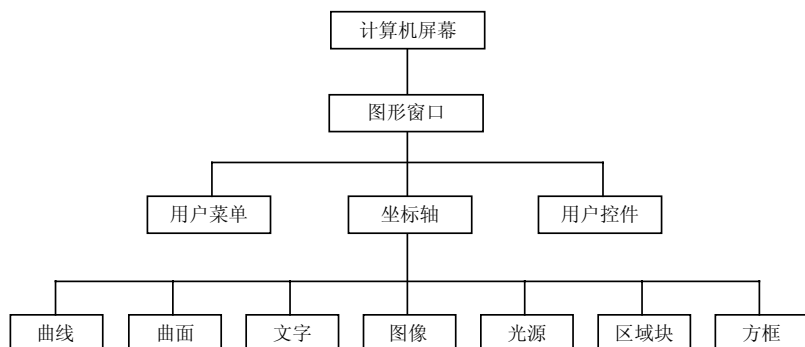 计算机屏幕
图形窗口
用户菜单 坐标轴 用户控件
曲线 曲面 文字 图像 光源 区域块 方框